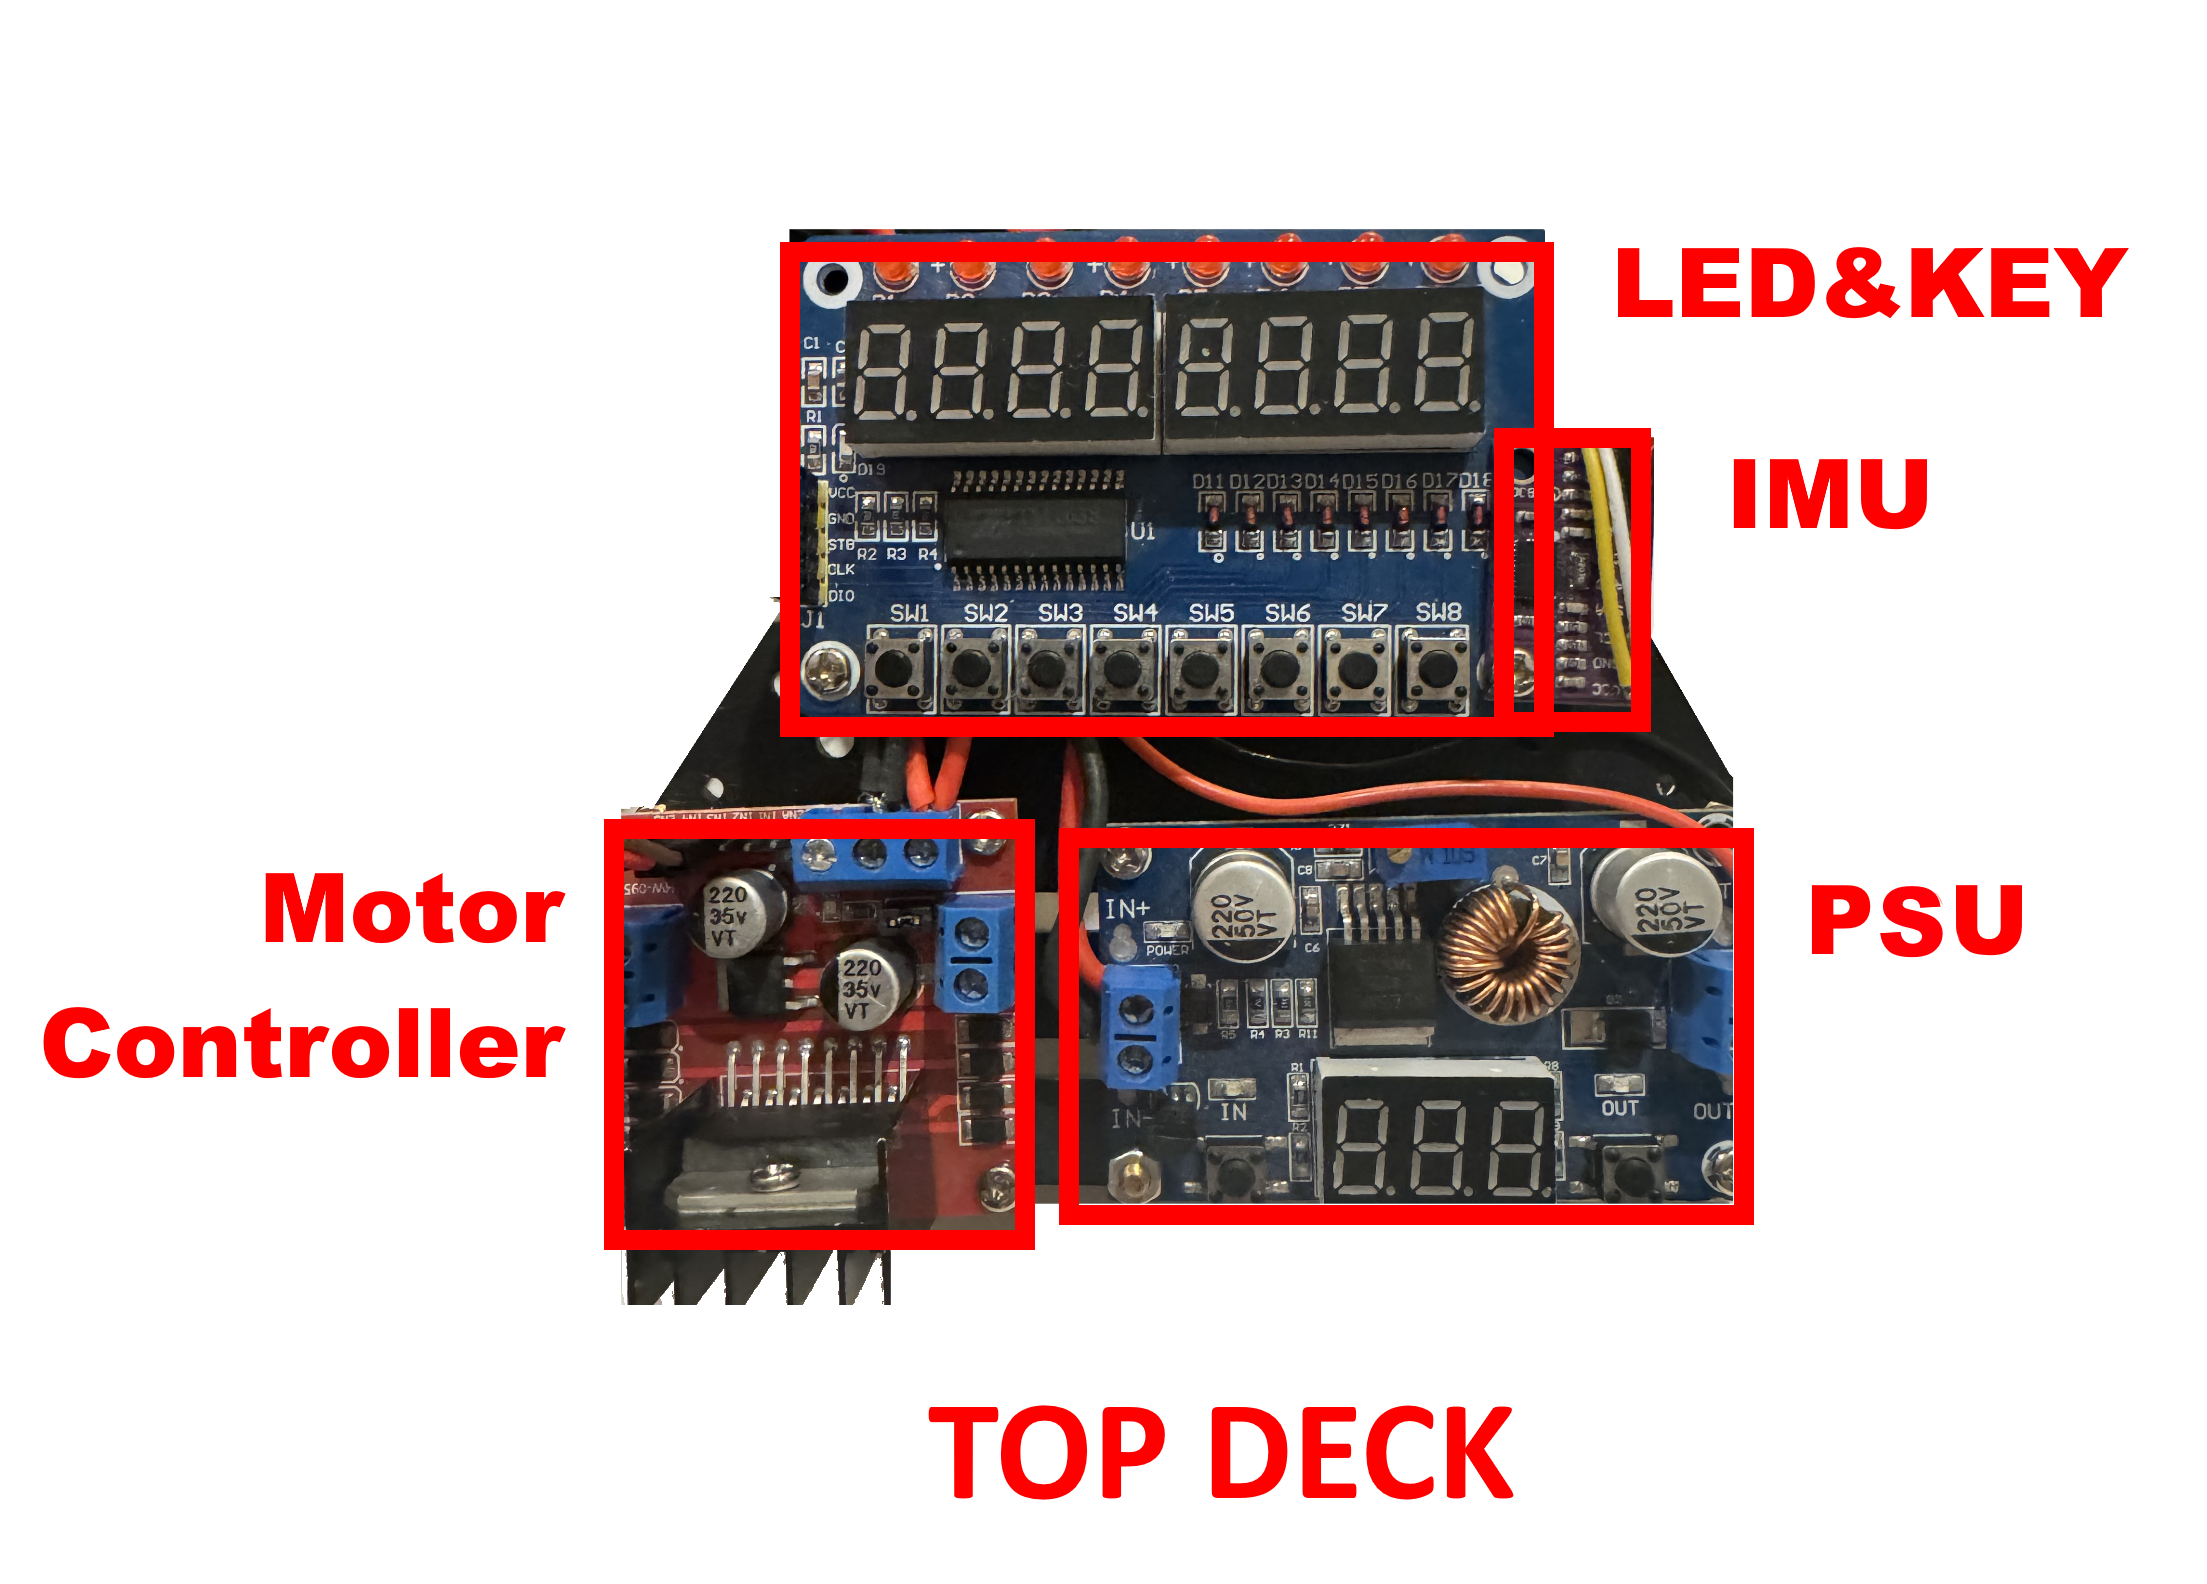 LED&KEY
C1
C
R1
D19
VCC
GND
STB
CLK
DIO
J1
R2 R3 R4
U1
D11 D12 D13 D14 D15 D16 D17 D18
SW1 SW2 SW3 SW4 SW5 SW6 SW7 SW8
IMU
Motor
Controller
220
35V
VT
220
35V
VT
PSU
IN+
POWER
220
50V
VT
C8
C6
C7
220
50V
VT
R5 R4 R3 R11
R1
R2
IN
IN-
OUT
OUT
TOP DECK